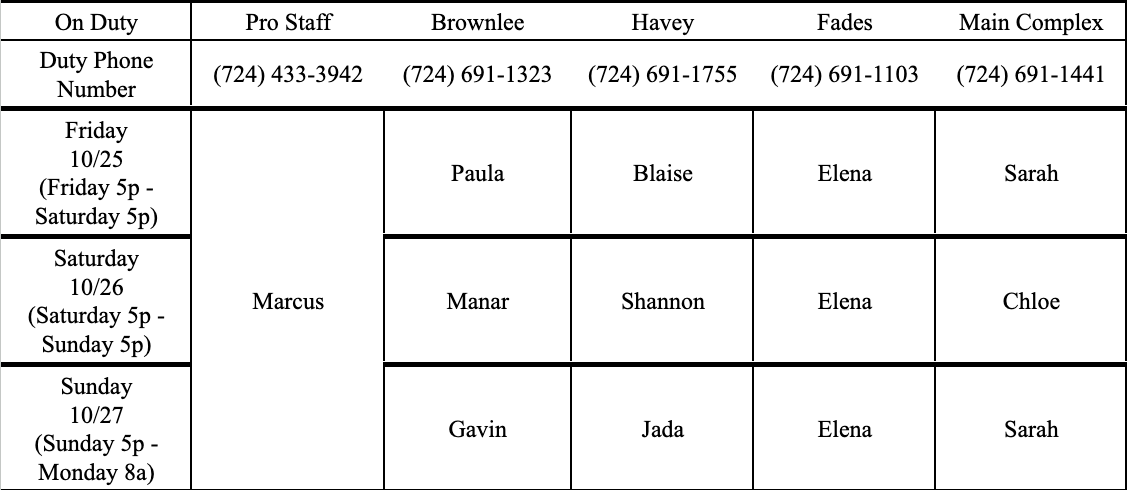 On Duty Pro Staff Brownlee Havey Fades Main Complex
Duty Phone
Number
(724) 433-3942 (724) 691-1323 (724) 691-1755 (724) 691-1103 (724) 691-1441
Friday
10/25
(Friday 5p -
Saturday 5p)
Paula Blaise Elena Sarah
Saturday
10/26
(Saturday 5p -
Sunday 5p)
Marcus Manar Shannon Elena Chloe
Sunday
10/27
(Sunday 5p -
Monday 8a)
Gavin Jada Elena Sarah